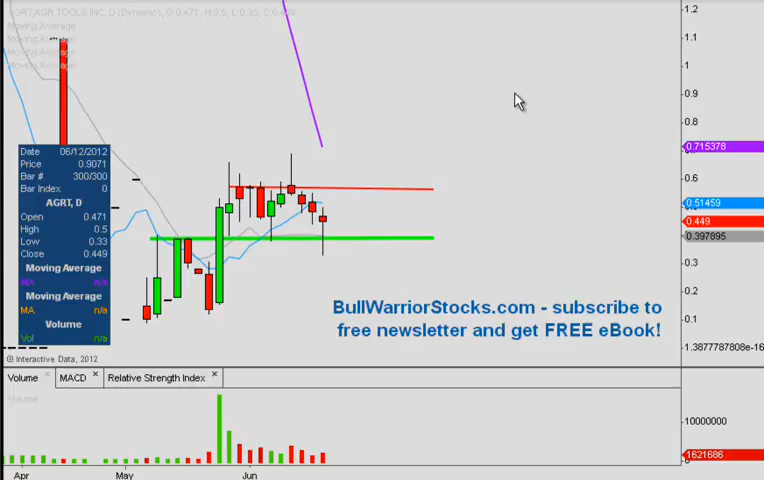 AGRT,AGR TOOLS INC, D (Dynamic), O:0.471, H:0.5, L:0.33, C:0.449
Moving Average
Moving Average
Moving Average
Moving Average
1.2
1.1
1
0.9
0.8
0.715378
0.6
0.51459
0.449
0.397895
0.3
0.2
0.1
1.3877787808e-16
Date 06/12/2012
Price 0.9071
Bar # 300/300
Bar Index 0
AGRT, D
Open 0.471
High 0.5
Low 0.33
Close 0.449
Moving Average
MA n/a
Moving Average
MA n/a
Volume
Vol n/a
BullWarriorStocks.com - subscribe to
free newsletter and get FREE eBook!
© Interactive Data, 2012
Volume × MACD × Relative Strength Index ×
Volume
10000000
1621686
0
Apr May Jun